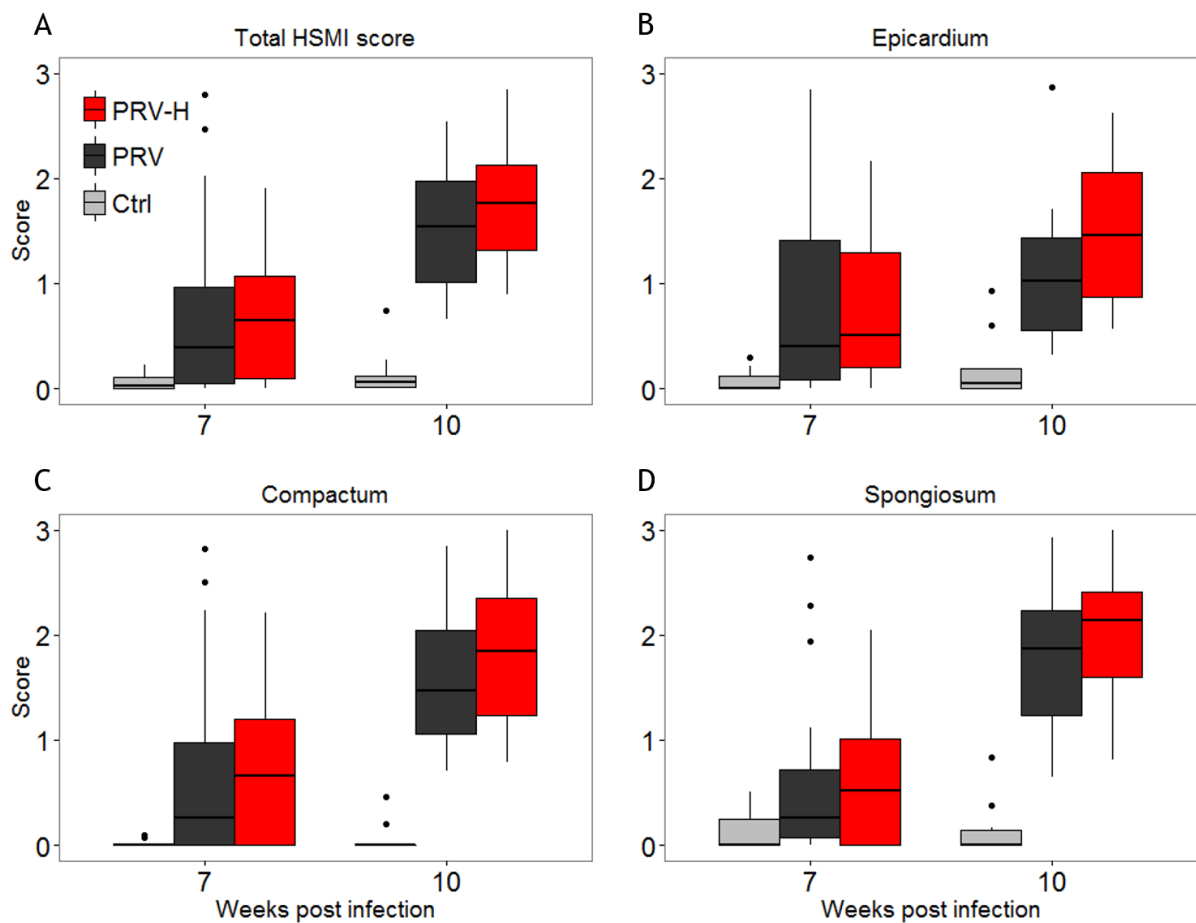 A
Total HSMI score
B
Epicardium
3
2
1
0
Score
PRV-H
PRV
Ctrl
7
10
3
2
1
0
7
10
C
Compactum
D
Spongiosum
3
2
1
0
Score
7
10
Weeks post infection
3
2
1
0
7
10
Weeks post infection